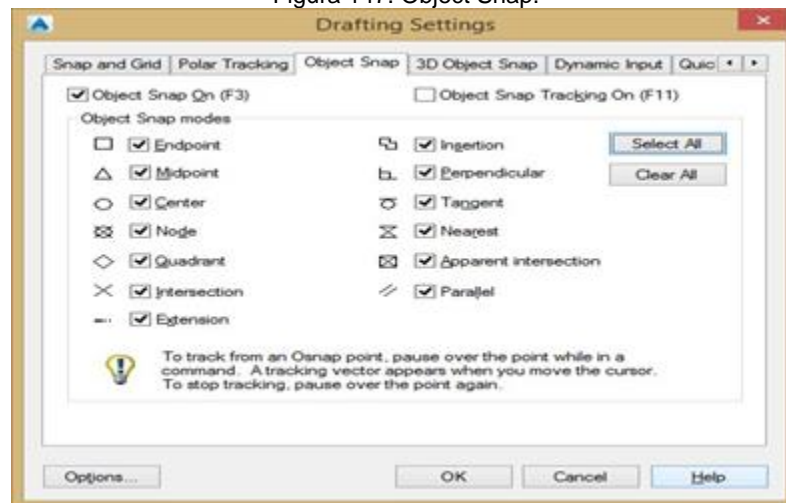 Figura 147. Object Snap.
Drafting Settings
Snap and Grid Polar Tracking Object Snap 3D Object Snap Dynamic Input Quic
Object Snap On (F3) Object Snap Tracking On (F11)
Object Snap modes
Endpoint Insertion Select All
Midpoint Perpendicular Clear All
Center Tangent
Node Nearest
Quadrant Apparent intersection
Intersection Parallel
Extension
To track from an Osnap point, pause over the point while in a
command. A tracking vector appears when you move the cursor.
To stop tracking, pause over the point again.
Options... OK Cancel Help